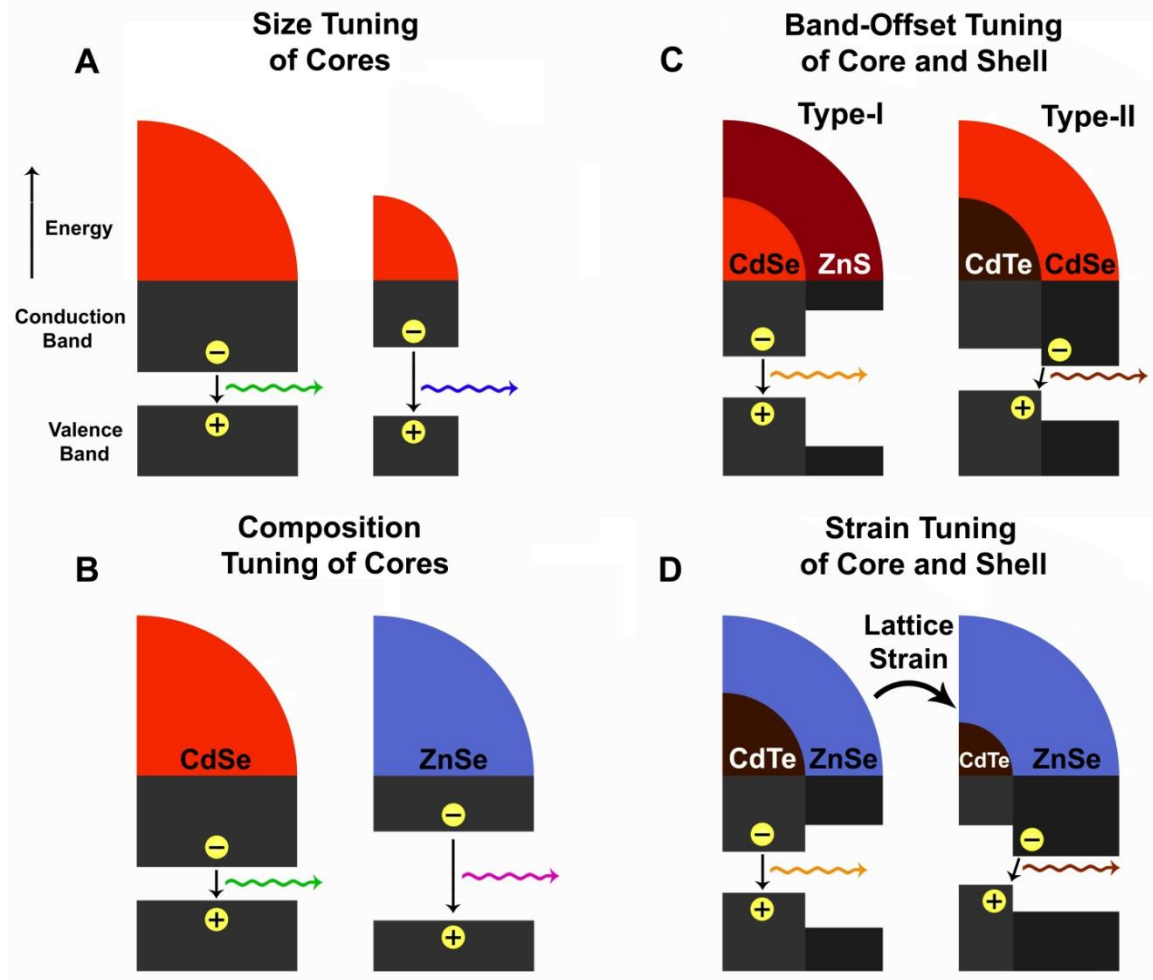 A
Size Tuning
of Cores
Energy
Conduction
Band
−
−
Valence
Band
+
+
C
Band-Offset Tuning
of Core and Shell
Type-I
Type-II
CdSe
ZnS
CdTe
CdSe
−
−
+
+
B
Composition
Tuning of Cores
CdSe
ZnSe
−
−
+
+
D
Strain Tuning
of Core and Shell
Lattice
Strain
CdTe
ZnSe
CdTe
ZnSe
−
−
+
+